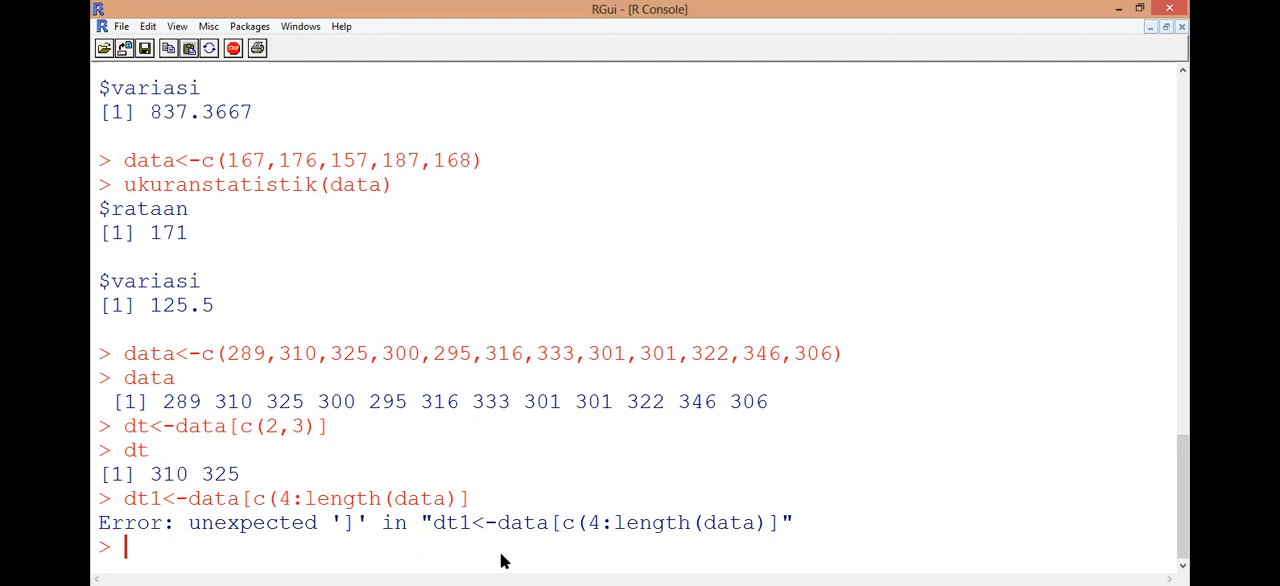 RGui - [R Console]
File Edit View Misc Packages Windows Help
STOP
$variasi
[1] 837.3667
> data<-c(167,176,157,187,168)
> ukuranstatistik(data)
$rataan
[1] 171
$variasi
[1] 125.5
> data<-c(289,310,325,300,295,316,333,301,301,322,346,306)
> data
[1] 289 310 325 300 295 316 333 301 301 322 346 306
> dt<-data[c(2,3)]
> dt
[1] 310 325
> dt1<-data[c(4:length(data)]
Error: unexpected ']' in "dt1<-data[c(4:length(data)]"
>